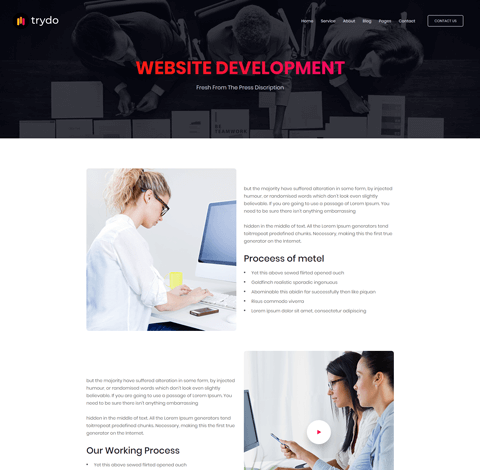 trydo
Home Service About Blog Pages Contact
CONTACT US
WEBSITE DEVELOPMENT
Fresh From The Press Discription
but the majority have suffered alteration in some form, by injected
humour, or randomised words which don't look even slightly
believable. If you are going to use a passage of Lorem Ipsum. You
need to be sure there isn't anything embarrassing
hidden in the middle of text. All the Lorem Ipsum generators tend
toitrrepeat predefined chunks. Necessary, making this the first true
generator on the Internet.
Proceess of metel
Yet this above sewed flirted opened ouch
Goldfinch realistic sporadic ingenuous
Abominable this abidin far successfully then like piquan
Risus commodo viverra
Lorem ipsum dolor sit amet, consectetur adipiscing
but the majority have suffered alteration in some form, by injected
humour, or randomised words which don't look even slightly
believable. If you are going to use a passage of Lorem Ipsum. You
need to be sure there isn't anything embarrassing
hidden in the middle of text. All the Lorem Ipsum generators tend
toitrrepeat predefined chunks. Necessary, making this the first true
generator on the Internet.
Our Working Process
Yet this above sewed flirted opened ouch